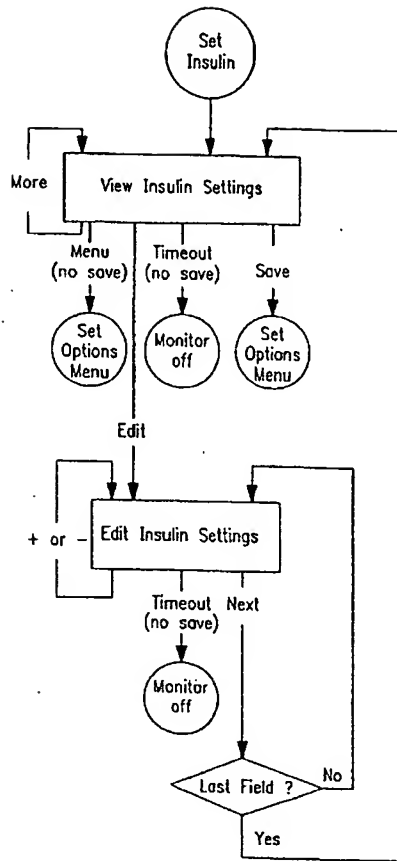 Set
Insulin
More
View Insulin Settings
Menu
(no save)
Timeout
(no save)
Save
Set
Options
Menu
Monitor
off
Set
Options
Menu
Edit
+ or -
Edit Insulin Settings
Timeout
(no save)
Next
Monitor
off
Last Field ?
No
Yes